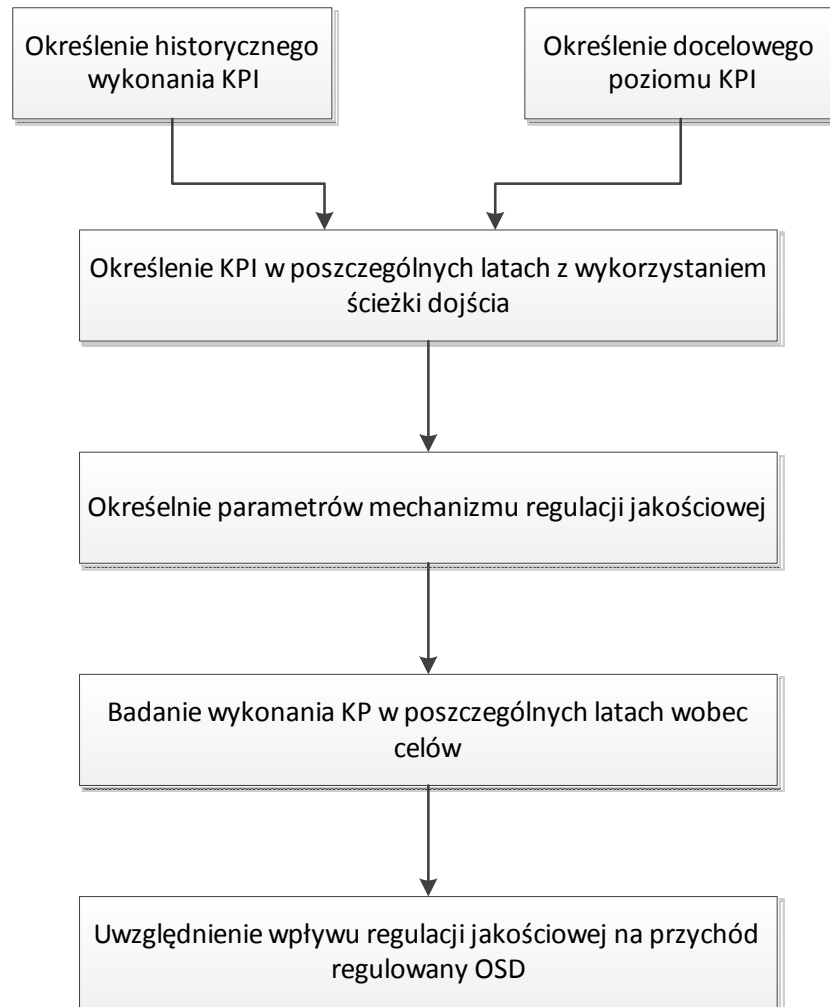 Określenie historycznego
wykonania KPI
Określenie docelowego
poziomu KPI
Określenie KPI w poszczególnych latach z wykorzystaniem
ścieżki dojścia
Okreśelnie parametrów mechanizmu regulacji jakościowej
Badanie wykonania KP w poszczególnych latach wobec
celów
Uwzględnienie wpływu regulacji jakościowej na przychód
regulowany OSD